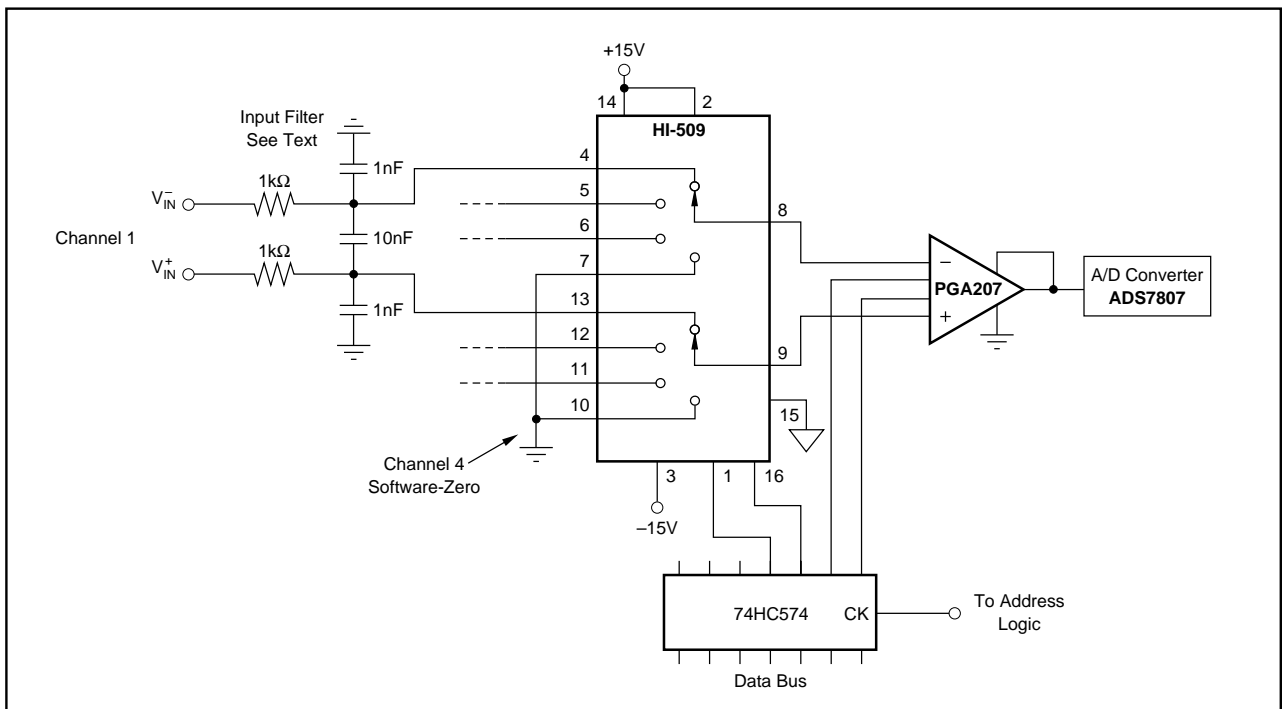 +15V
14
2
HI-509
Input Filter
See Text
1nF
1kΩ
V–IN
10nF
Channel 1
1kΩ
V+IN
1nF
4
5
6
7
13
12
11
10
8
9
15
–
PGA207
+
A/D Converter
ADS7807
Channel 4
Software-Zero
3
–15V
1
16
74HC574
CK
To Address
Logic
Data Bus